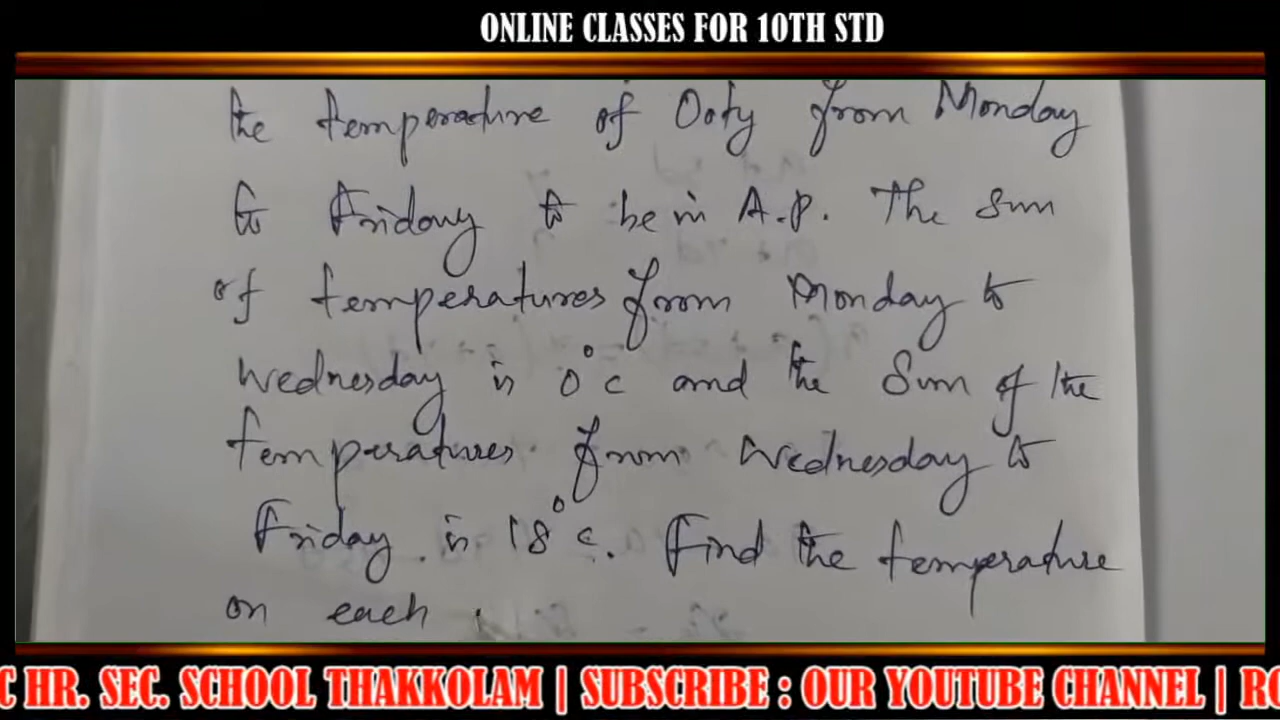 ONLINE CLASSES FOR 10TH STD
the temperature of Ooty from Monday
to Friday to be in A.P. The Sum
of temperatures from Monday to
Wednesday is 0°c and the Sum of the
temperatures from Wednesday to
Friday is 18°c. Find the temperature
on each
C HR. SEC. SCHOOL THAKKOLAM | SUBSCRIBE : OUR YOUTUBE CHANNEL | RO